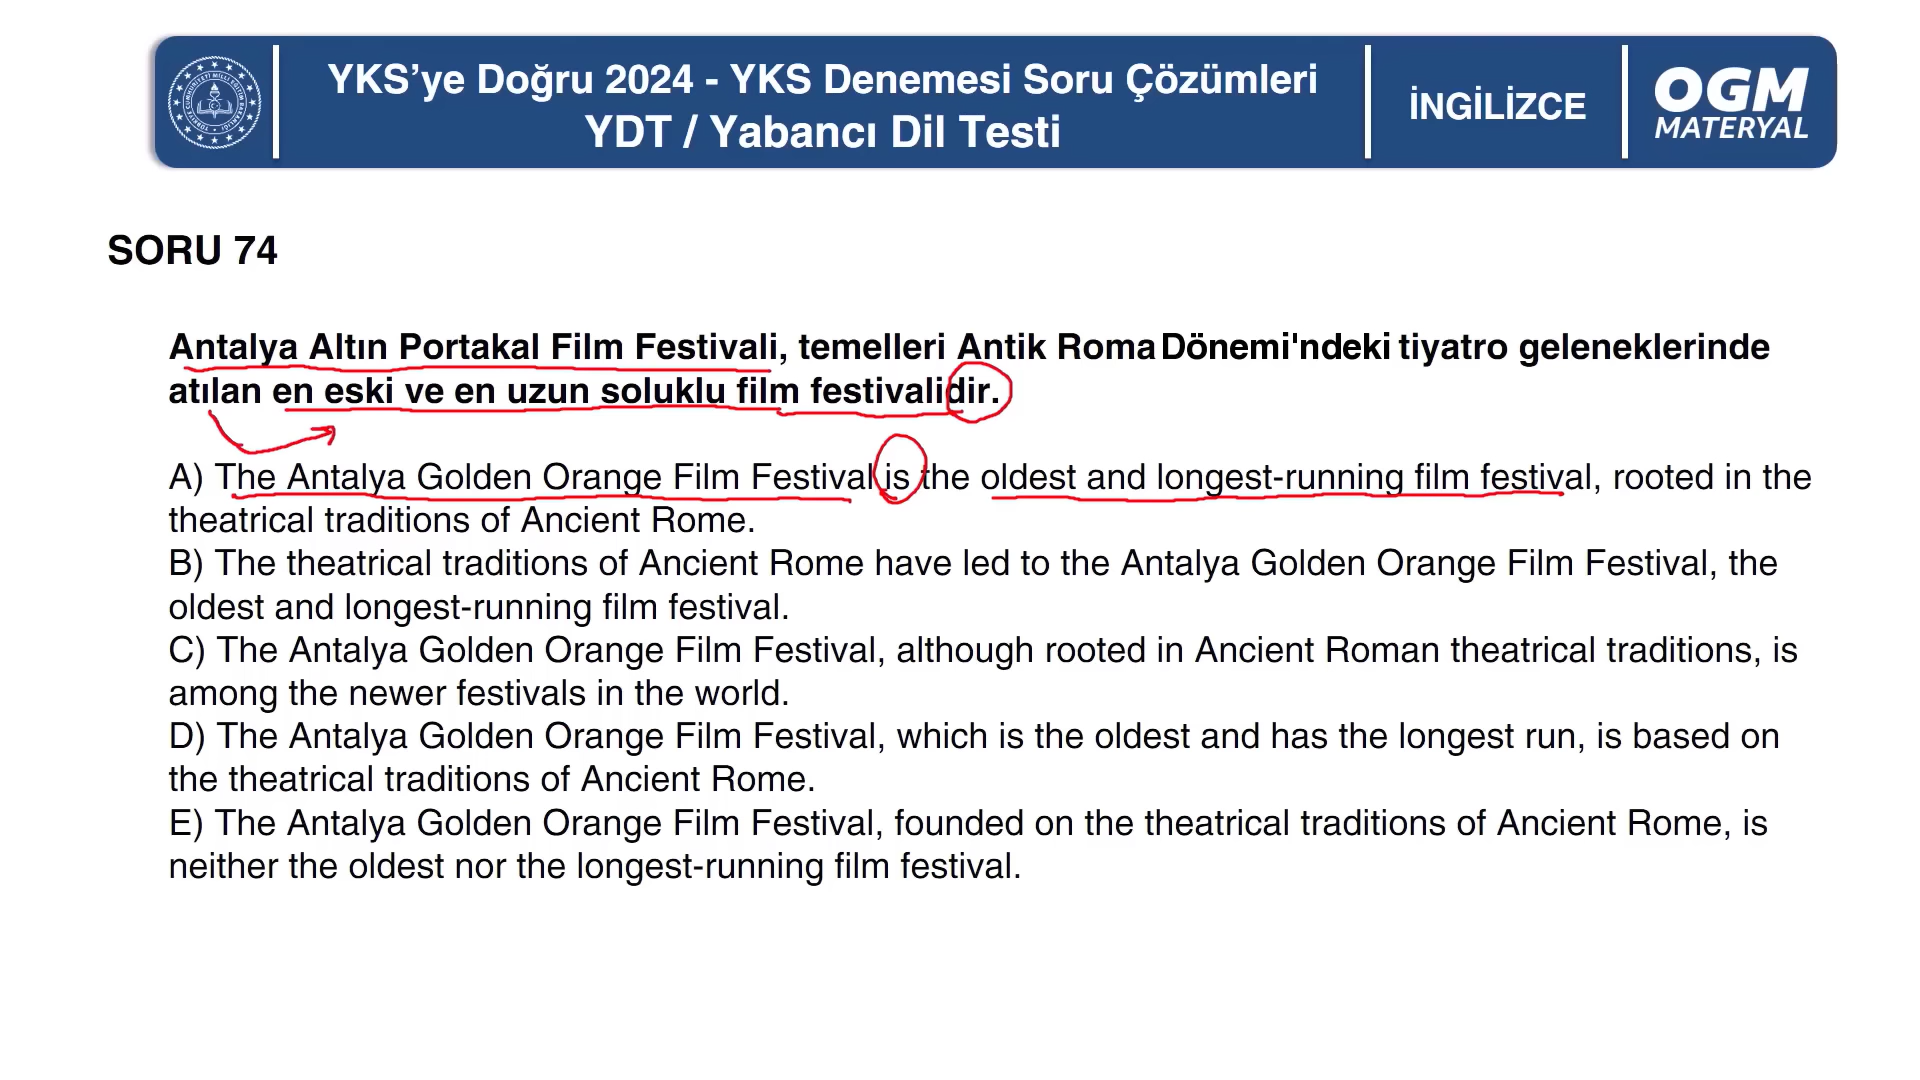 YKS'ye Doğru 2024 - YKS Denemesi Soru Çözümleri
YDT / Yabancı Dil Testi
İNGİLİZCE
OGM
MATERYAL
SORU 74
Antalya Altın Portakal Film Festivali, temelleri Antik Roma Dönemi'ndeki tiyatro geleneklerinde
atılan en eski ve en uzun soluklu film festivalidir.
A) The Antalya Golden Orange Film Festival is the oldest and longest-running film festival, rooted in the
theatrical traditions of Ancient Rome.
B) The theatrical traditions of Ancient Rome have led to the Antalya Golden Orange Film Festival, the
oldest and longest-running film festival.
C) The Antalya Golden Orange Film Festival, although rooted in Ancient Roman theatrical traditions, is
among the newer festivals in the world.
D) The Antalya Golden Orange Film Festival, which is the oldest and has the longest run, is based on
the theatrical traditions of Ancient Rome.
E) The Antalya Golden Orange Film Festival, founded on the theatrical traditions of Ancient Rome, is
neither the oldest nor the longest-running film festival.